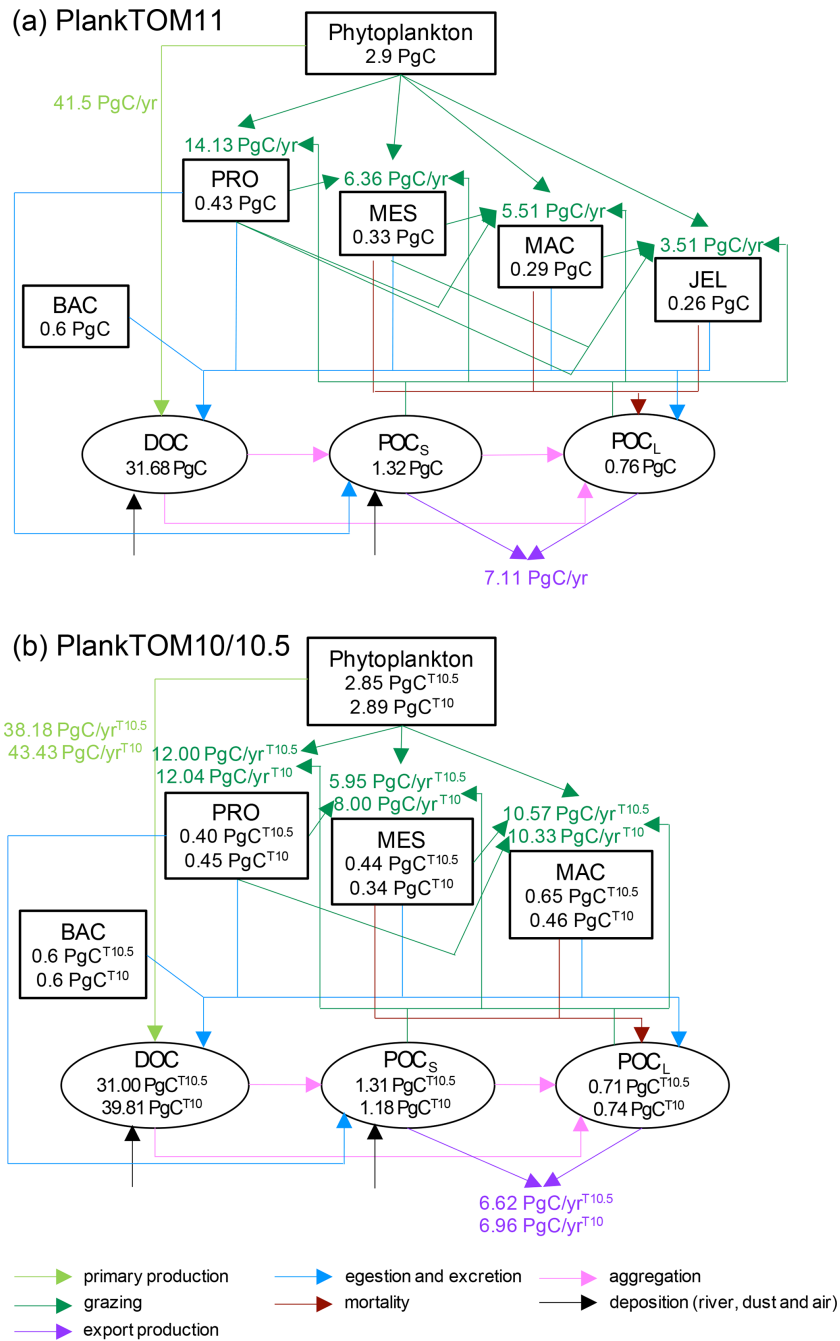 (a) PlankTOM11
Phytoplankton
2.9 PgC
41.5 PgC/yr
14.13 PgC/yr
PRO
0.43 PgC
6.36 PgC/yr
MES
0.33 PgC
5.51 PgC/yr
MAC
0.29 PgC
3.51 PgC/yr
JEL
0.26 PgC
BAC
0.6 PgC
DOC
31.68 PgC
POCS
1.32 PgC
POCL
0.76 PgC
7.11 PgC/yr
(b) PlankTOM10/10.5
Phytoplankton
2.85 PgCT10.5
2.89 PgCT10
38.18 PgC/yrT10.5
43.43 PgC/yrT10
12.00 PgC/yrT10.5
12.04 PgC/yrT10
PRO
0.40 PgCT10.5
0.45 PgCT10
5.95 PgC/yrT10.5
8.00 PgC/yrT10
MES
0.44 PgCT10.5
0.34 PgCT10
10.57 PgC/yrT10.5
10.33 PgC/yrT10
MAC
0.65 PgCT10.5
0.46 PgCT10
BAC
0.6 PgCT10.5
0.6 PgCT10
DOC
31.00 PgCT10.5
39.81 PgCT10
POCS
1.31 PgCT10.5
1.18 PgCT10
POCL
0.71 PgCT10.5
0.74 PgCT10
6.62 PgC/yrT10.5
6.96 PgC/yrT10
primary production
egestion and excretion
aggregation
grazing
mortality
deposition (river, dust and air)
export production